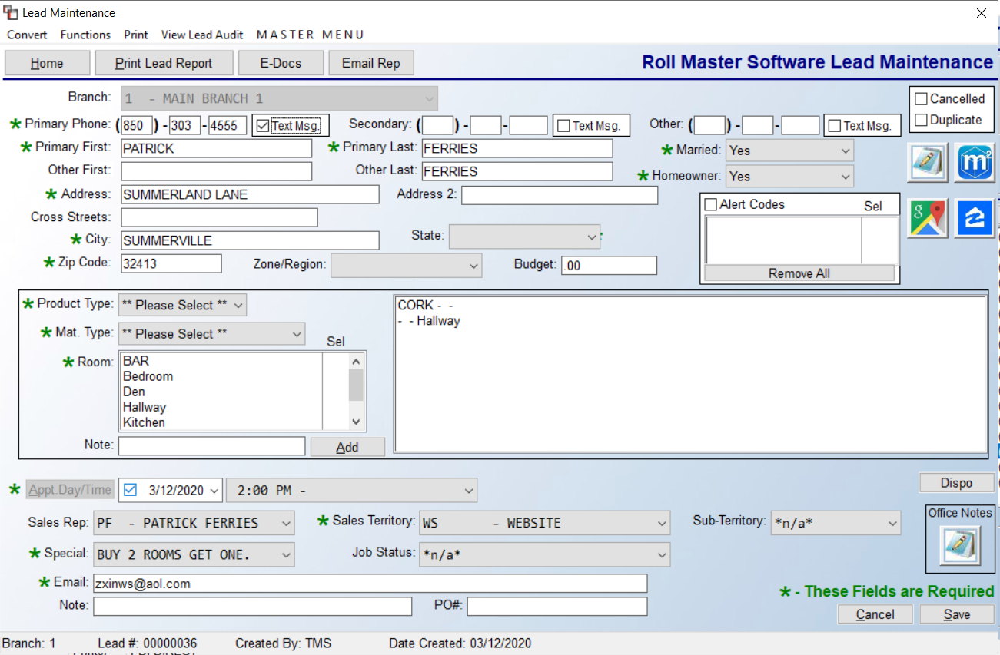 Lead Maintenance
Convert Functions Print View Lead Audit M A S T E R M E N U
Home Print Lead Report E-Docs Email Rep Roll Master Software Lead Maintenance
Branch: 1 - MAIN BRANCH 1 Cancelled
Duplicate
* Primary Phone: (850) - 303 - 4555 Text Msg. Secondary: ( ) - - Text Msg. Other: ( ) - - Text Msg.
* Primary First: PATRICK * Primary Last: FERRIES * Married: Yes
Other First: Other Last: FERRIES * Homeowner: Yes
* Address: SUMMERLAND LANE Address 2:
Alert Codes Sel
Cross Streets:
* City: SUMMERVILLE State:
* Zip Code: 32413 Zone/Region: Budget: .00
Remove All
* Product Type: ** Please Select **
* Mat. Type: ** Please Select **
Sel
* Room: BAR
Bedroom
Den
Hallway
Kitchen
Note: Add
CORK - -
- - Hallway
* Appt.Day/Time 3/12/2020 2:00 PM - Dispo
Sales Rep: PF - PATRICK FERRIES * Sales Territory: WS - WEBSITE Sub-Territory: *n/a* Office Notes
* Special: BUY 2 ROOMS GET ONE. Job Status: *n/a*
* Email: zxinws@aol.com
* - These Fields are Required
Note: PO#: Cancel Save
Branch: 1 Lead #: 00000036 Created By: TMS Date Created: 03/12/2020